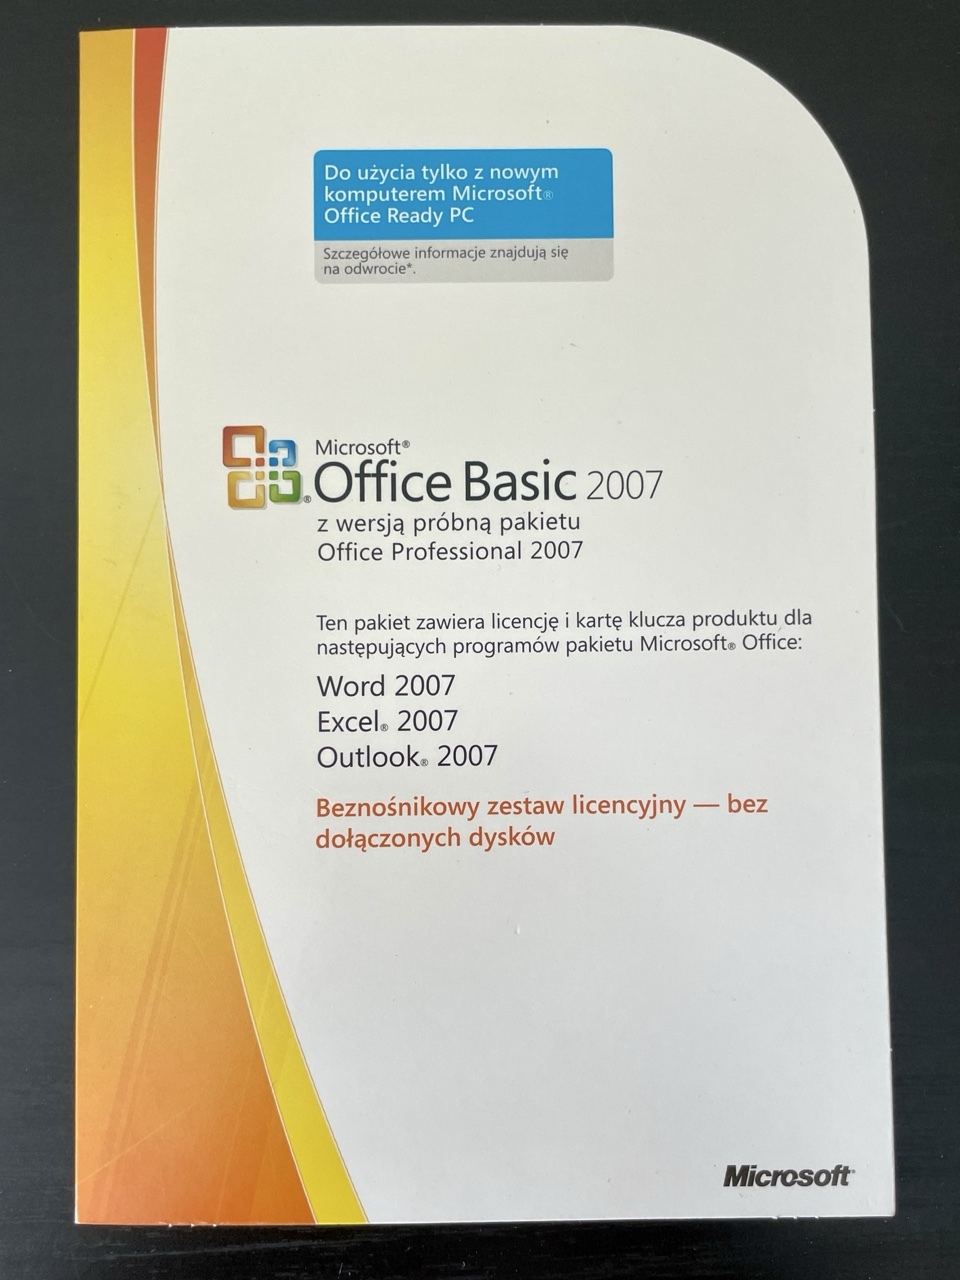 Do użycia tylko z nowym
komputerem Microsoft®
Office Ready PC
Szczegółowe informacje znajdują się
na odwrocie*.
Microsoft®
Office Basic 2007
z wersją próbną pakietu
Office Professional 2007
Ten pakiet zawiera licencję i kartę klucza produktu dla
następujących programów pakietu Microsoft® Office:
Word 2007
Excel® 2007
Outlook® 2007
Beznośnikowy zestaw licencyjny — bez
dołączonych dysków
Microsoft